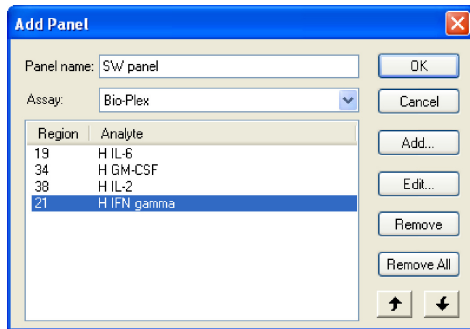 Add Panel
Panel name: SW panel
OK
Assay: Bio-Plex
Cancel
Region Analyte
Add...
19 H IL-6
34 H GM-CSF
38 H IL-2
Edit...
21 H IFN gamma
Remove
Remove All